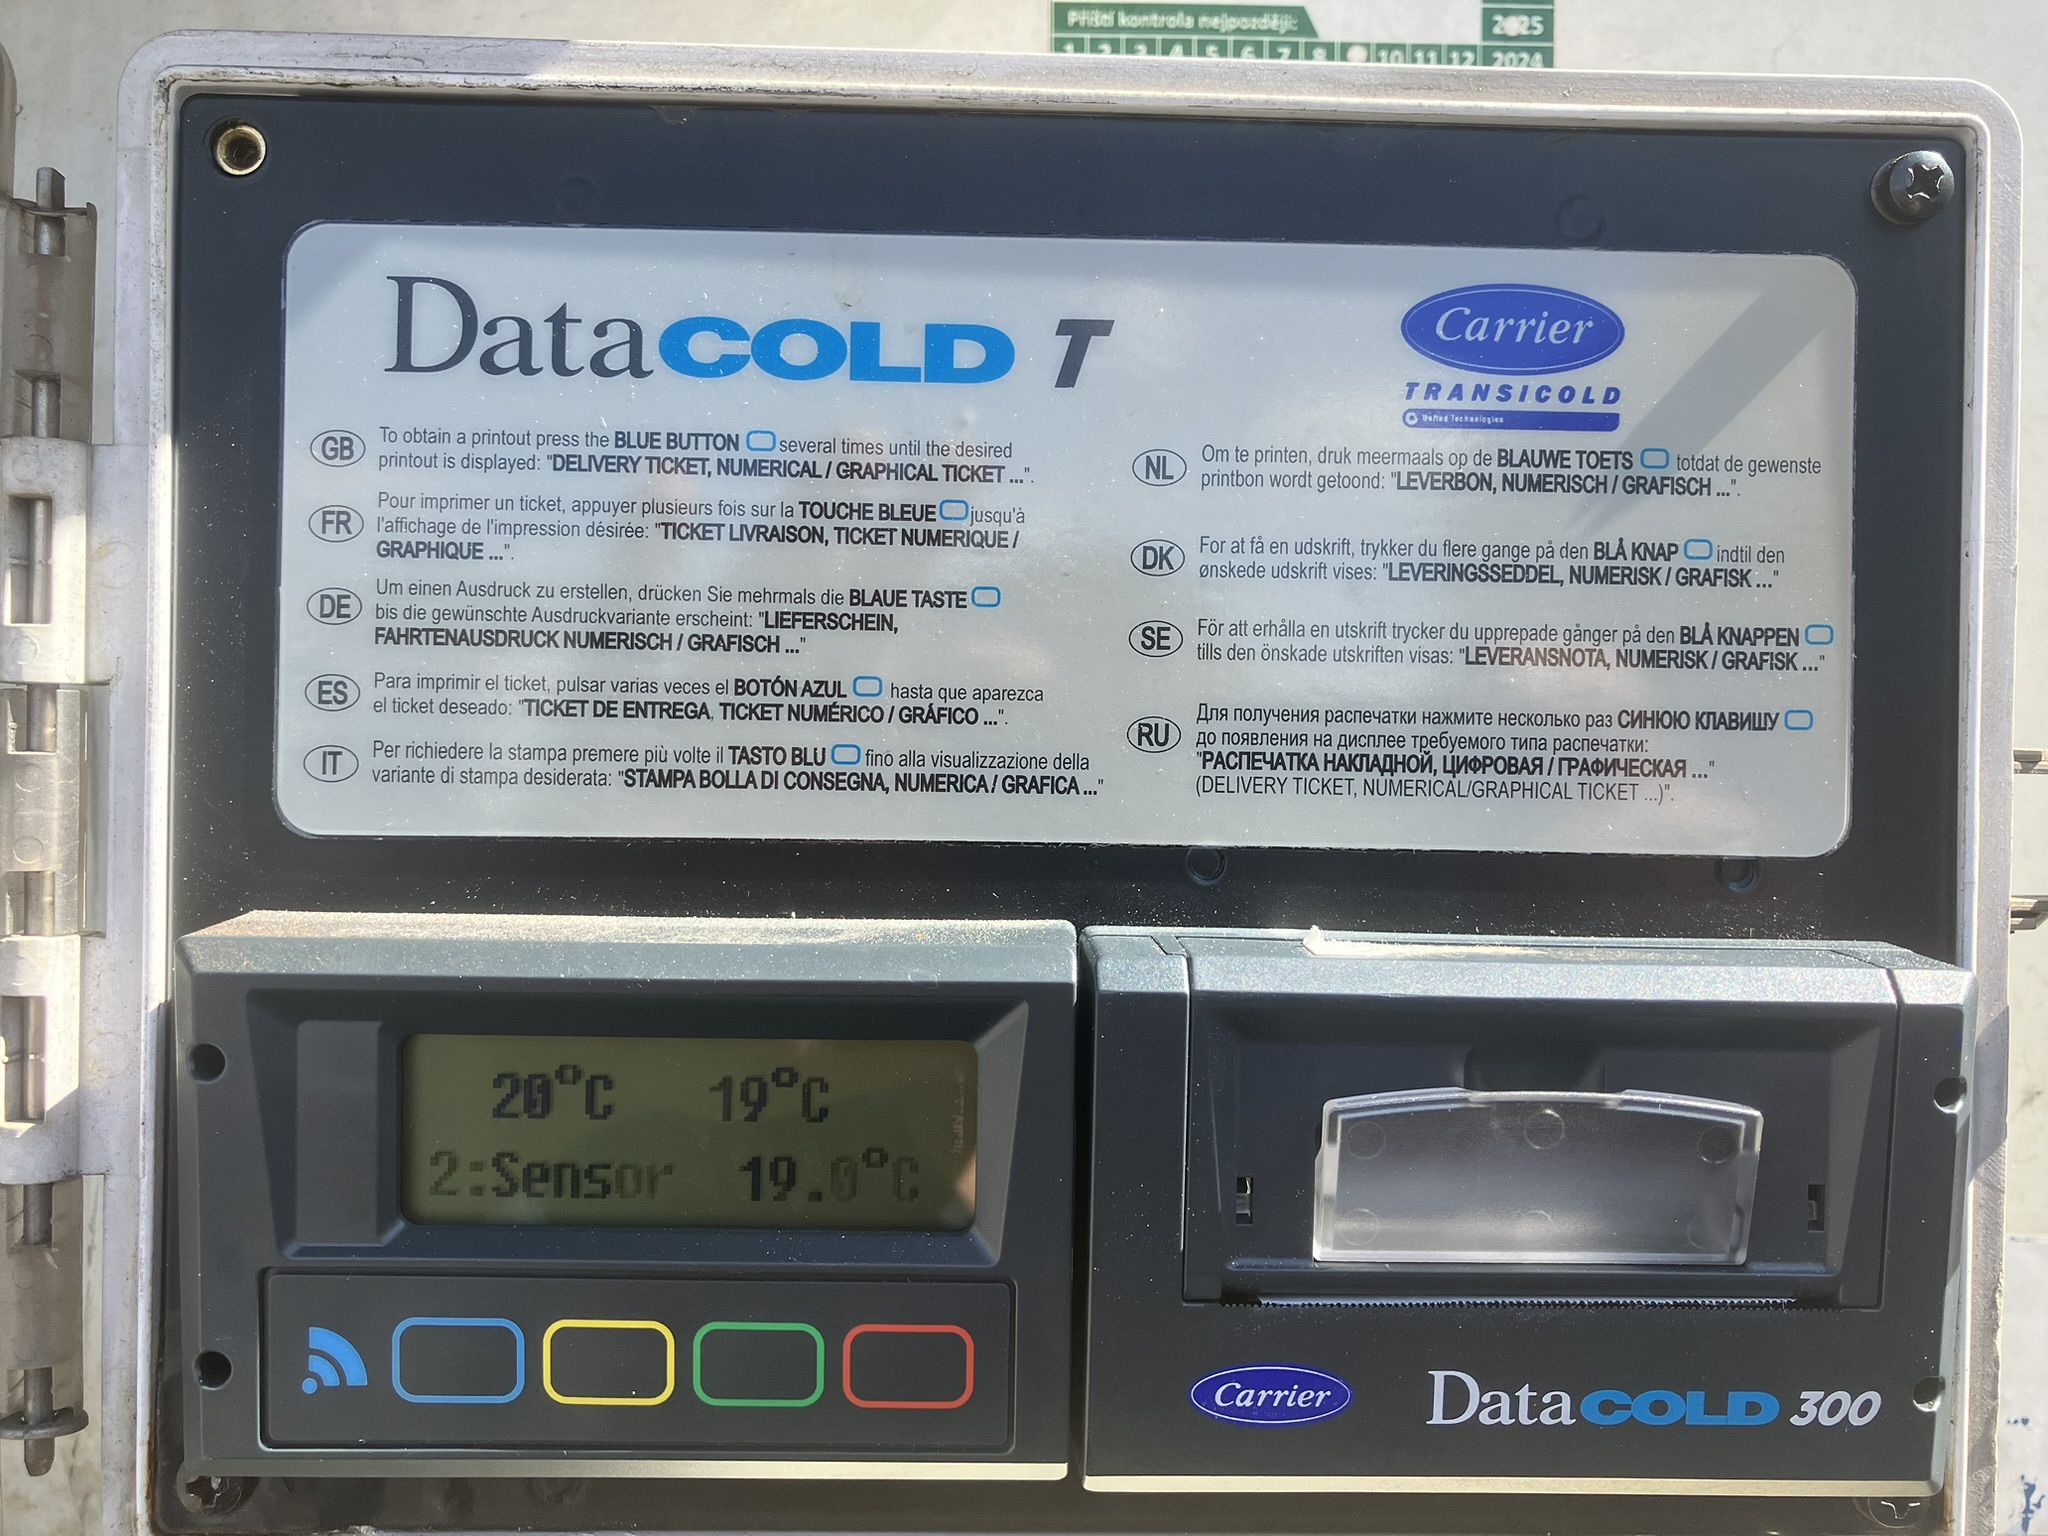 Příští kontrola nejpozději:
2025
1 2 3 4 5 6 7 8 10 11 12 2024
DataCOLD T
Carrier
TRANSICOLD
United Technologies
GB To obtain a printout press the BLUE BUTTON several times until the desired
printout is displayed: "DELIVERY TICKET, NUMERICAL / GRAPHICAL TICKET ...".
FR Pour imprimer un ticket, appuyer plusieurs fois sur la TOUCHE BLEUE jusqu'à
l'affichage de l'impression désirée: "TICKET LIVRAISON, TICKET NUMERIQUE /
GRAPHIQUE ...".
DE Um einen Ausdruck zu erstellen, drücken Sie mehrmals die BLAUE TASTE
bis die gewünschte Ausdruckvariante erscheint: "LIEFERSCHEIN,
FAHRTENAUSDRUCK NUMERISCH / GRAFISCH ..."
ES Para imprimir el ticket, pulsar varias veces el BOTÓN AZUL hasta que aparezca
el ticket deseado: "TICKET DE ENTREGA, TICKET NUMÉRICO / GRÁFICO ...".
IT Per richiedere la stampa premere più volte il TASTO BLU fino alla visualizzazione della
variante di stampa desiderata: "STAMPA BOLLA DI CONSEGNA, NUMERICA / GRAFICA ..."
NL Om te printen, druk meermaals op de BLAUWE TOETS totdat de gewenste
printbon wordt getoond: "LEVERBON, NUMERISCH / GRAFISCH ...".
DK For at få en udskrift, trykker du flere gange på den BLÅ KNAP indtil den
ønskede udskrift vises: "LEVERINGSSEDDEL, NUMERISK / GRAFISK ..."
SE För att erhålla en utskrift trycker du upprepade gånger på den BLÅ KNAPPEN
tills den önskade utskriften visas: "LEVERANSNOTA, NUMERISK / GRAFISK ..."
RU Для получения распечатки нажмите несколько раз СИНЮЮ КЛАВИШУ
до появления на дисплее требуемого типа распечатки:
"РАСПЕЧАТКА НАКЛАДНОЙ, ЦИФРОВАЯ / ГРАФИЧЕСКАЯ ..."
(DELIVERY TICKET, NUMERICAL/GRAPHICAL TICKET ...)".
20°C 19°C
2:Sensor 19.0°C
Carrier DataCOLD 300